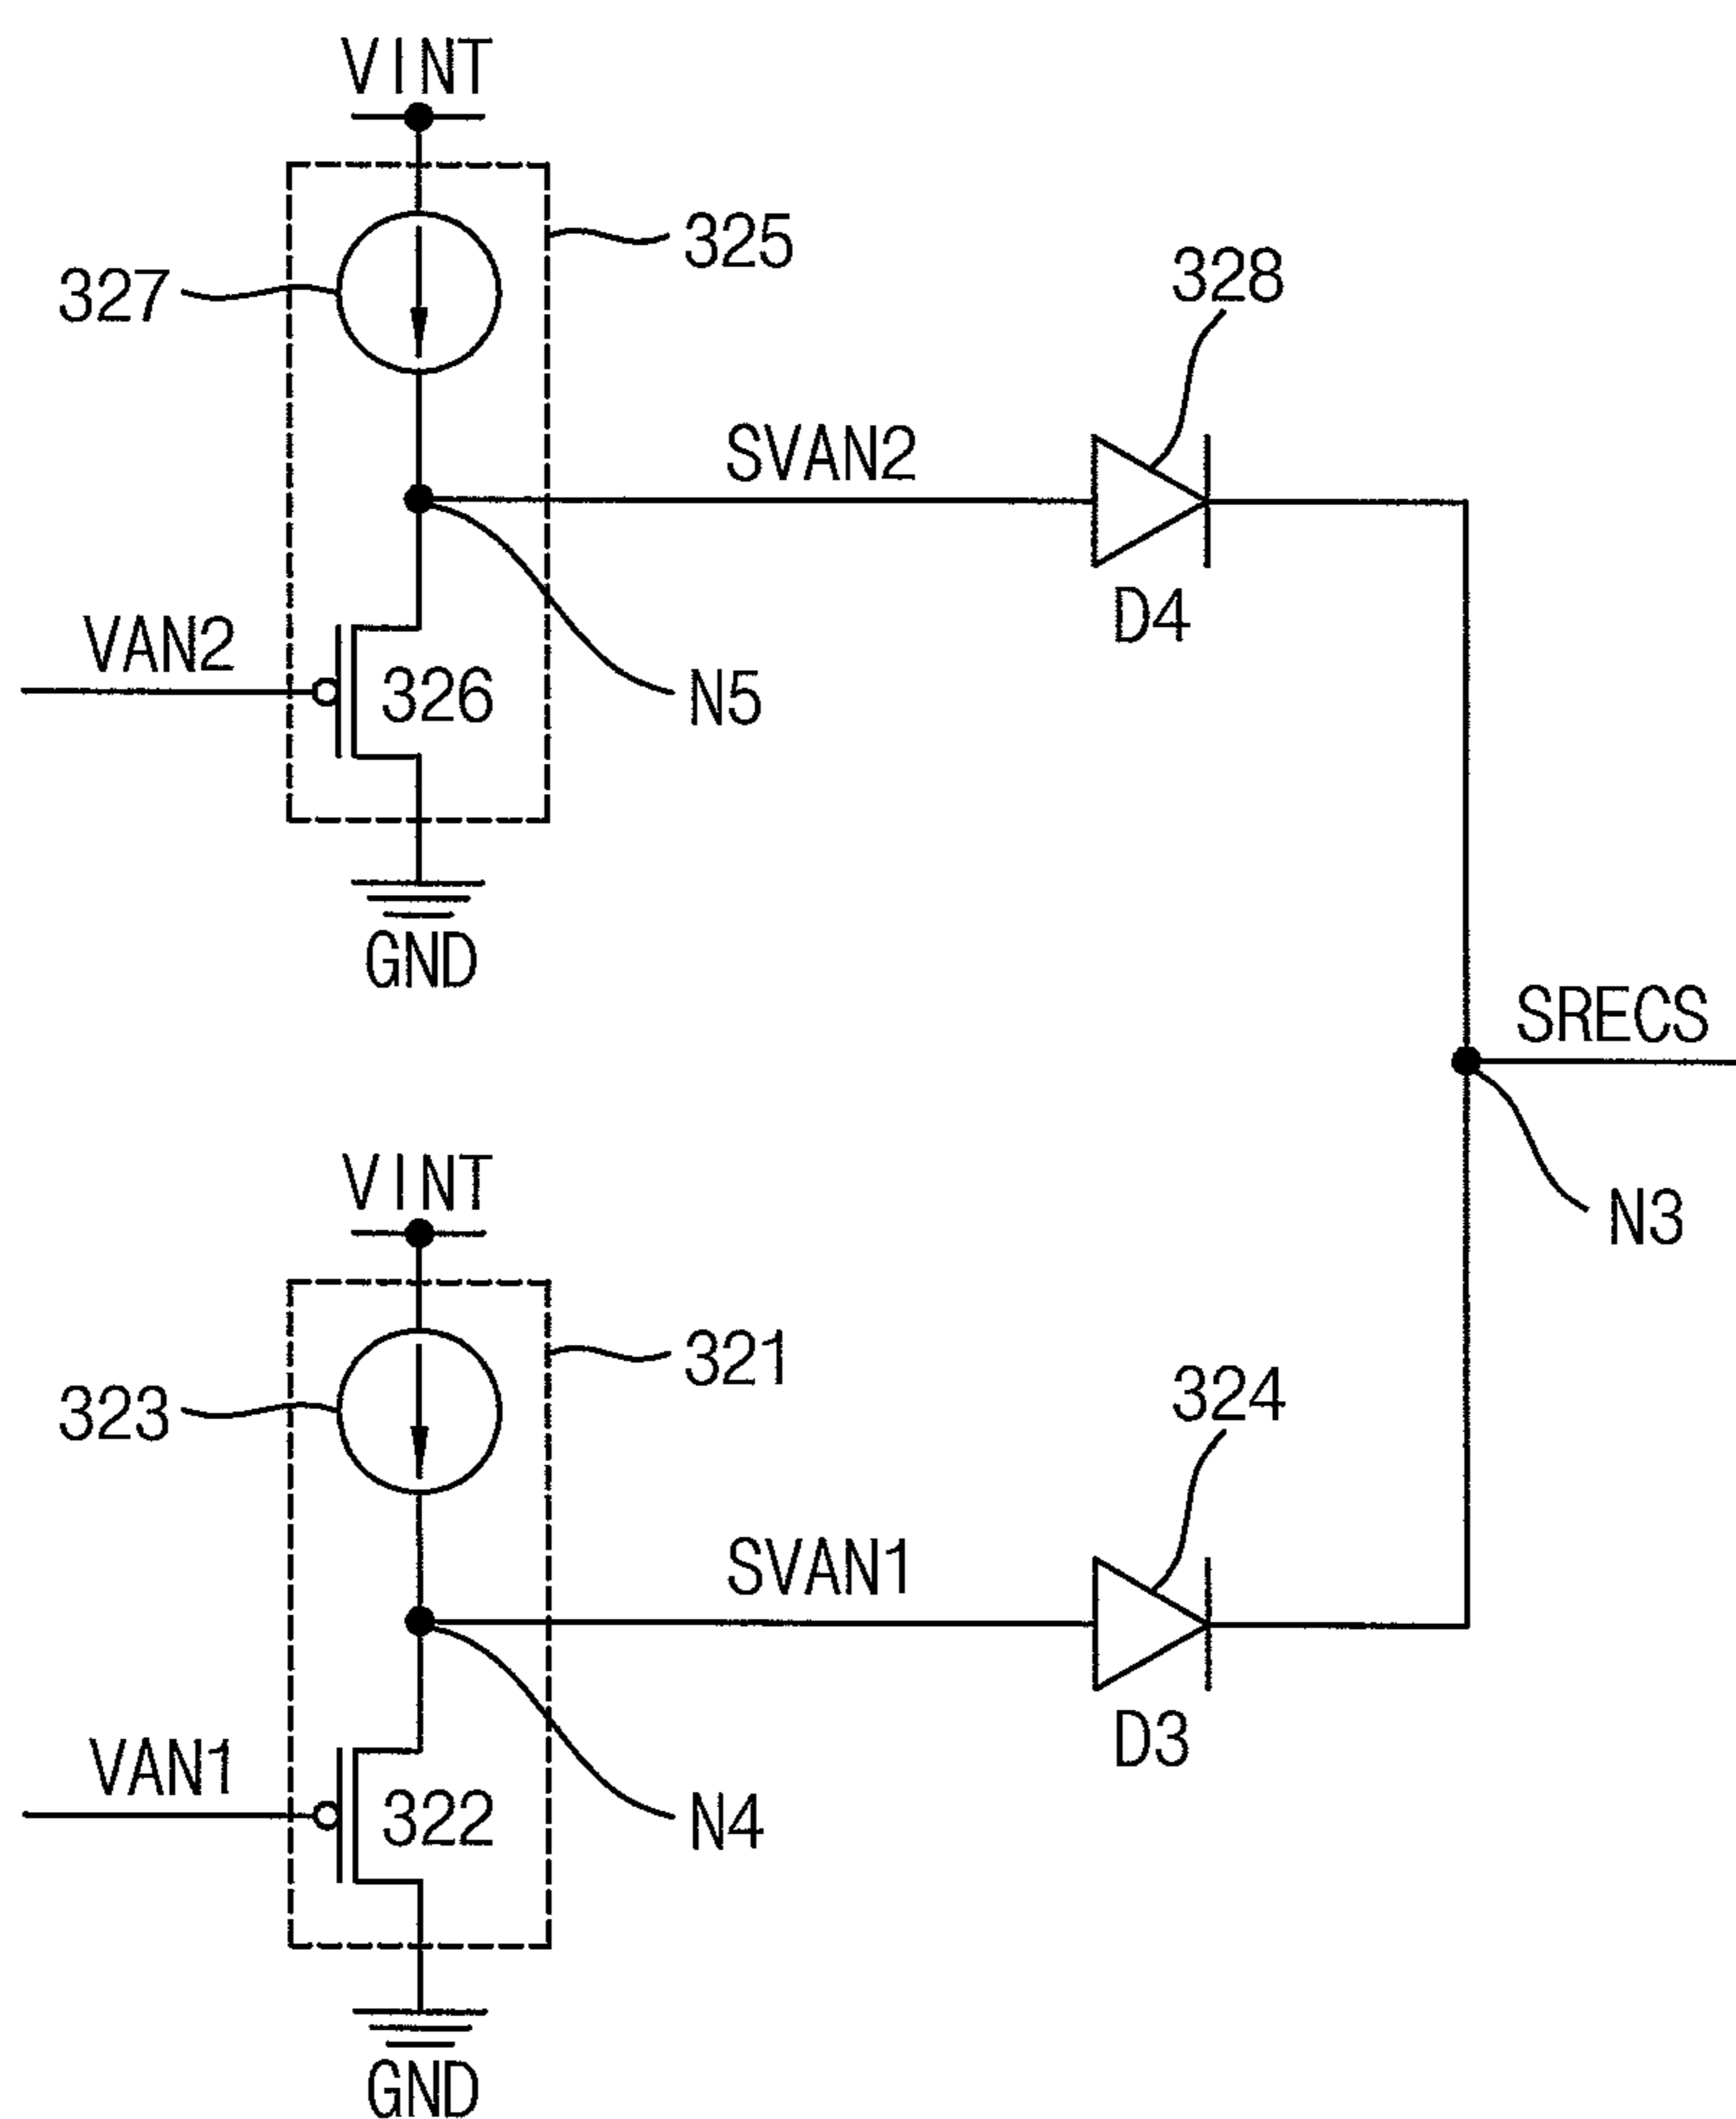 VINT
325
327
328
SVAN2
D4
VAN2
326
N5
GND
SRECS
N3
VINT
321
323
324
SVAN1
D3
VAN1
322
N4
GND